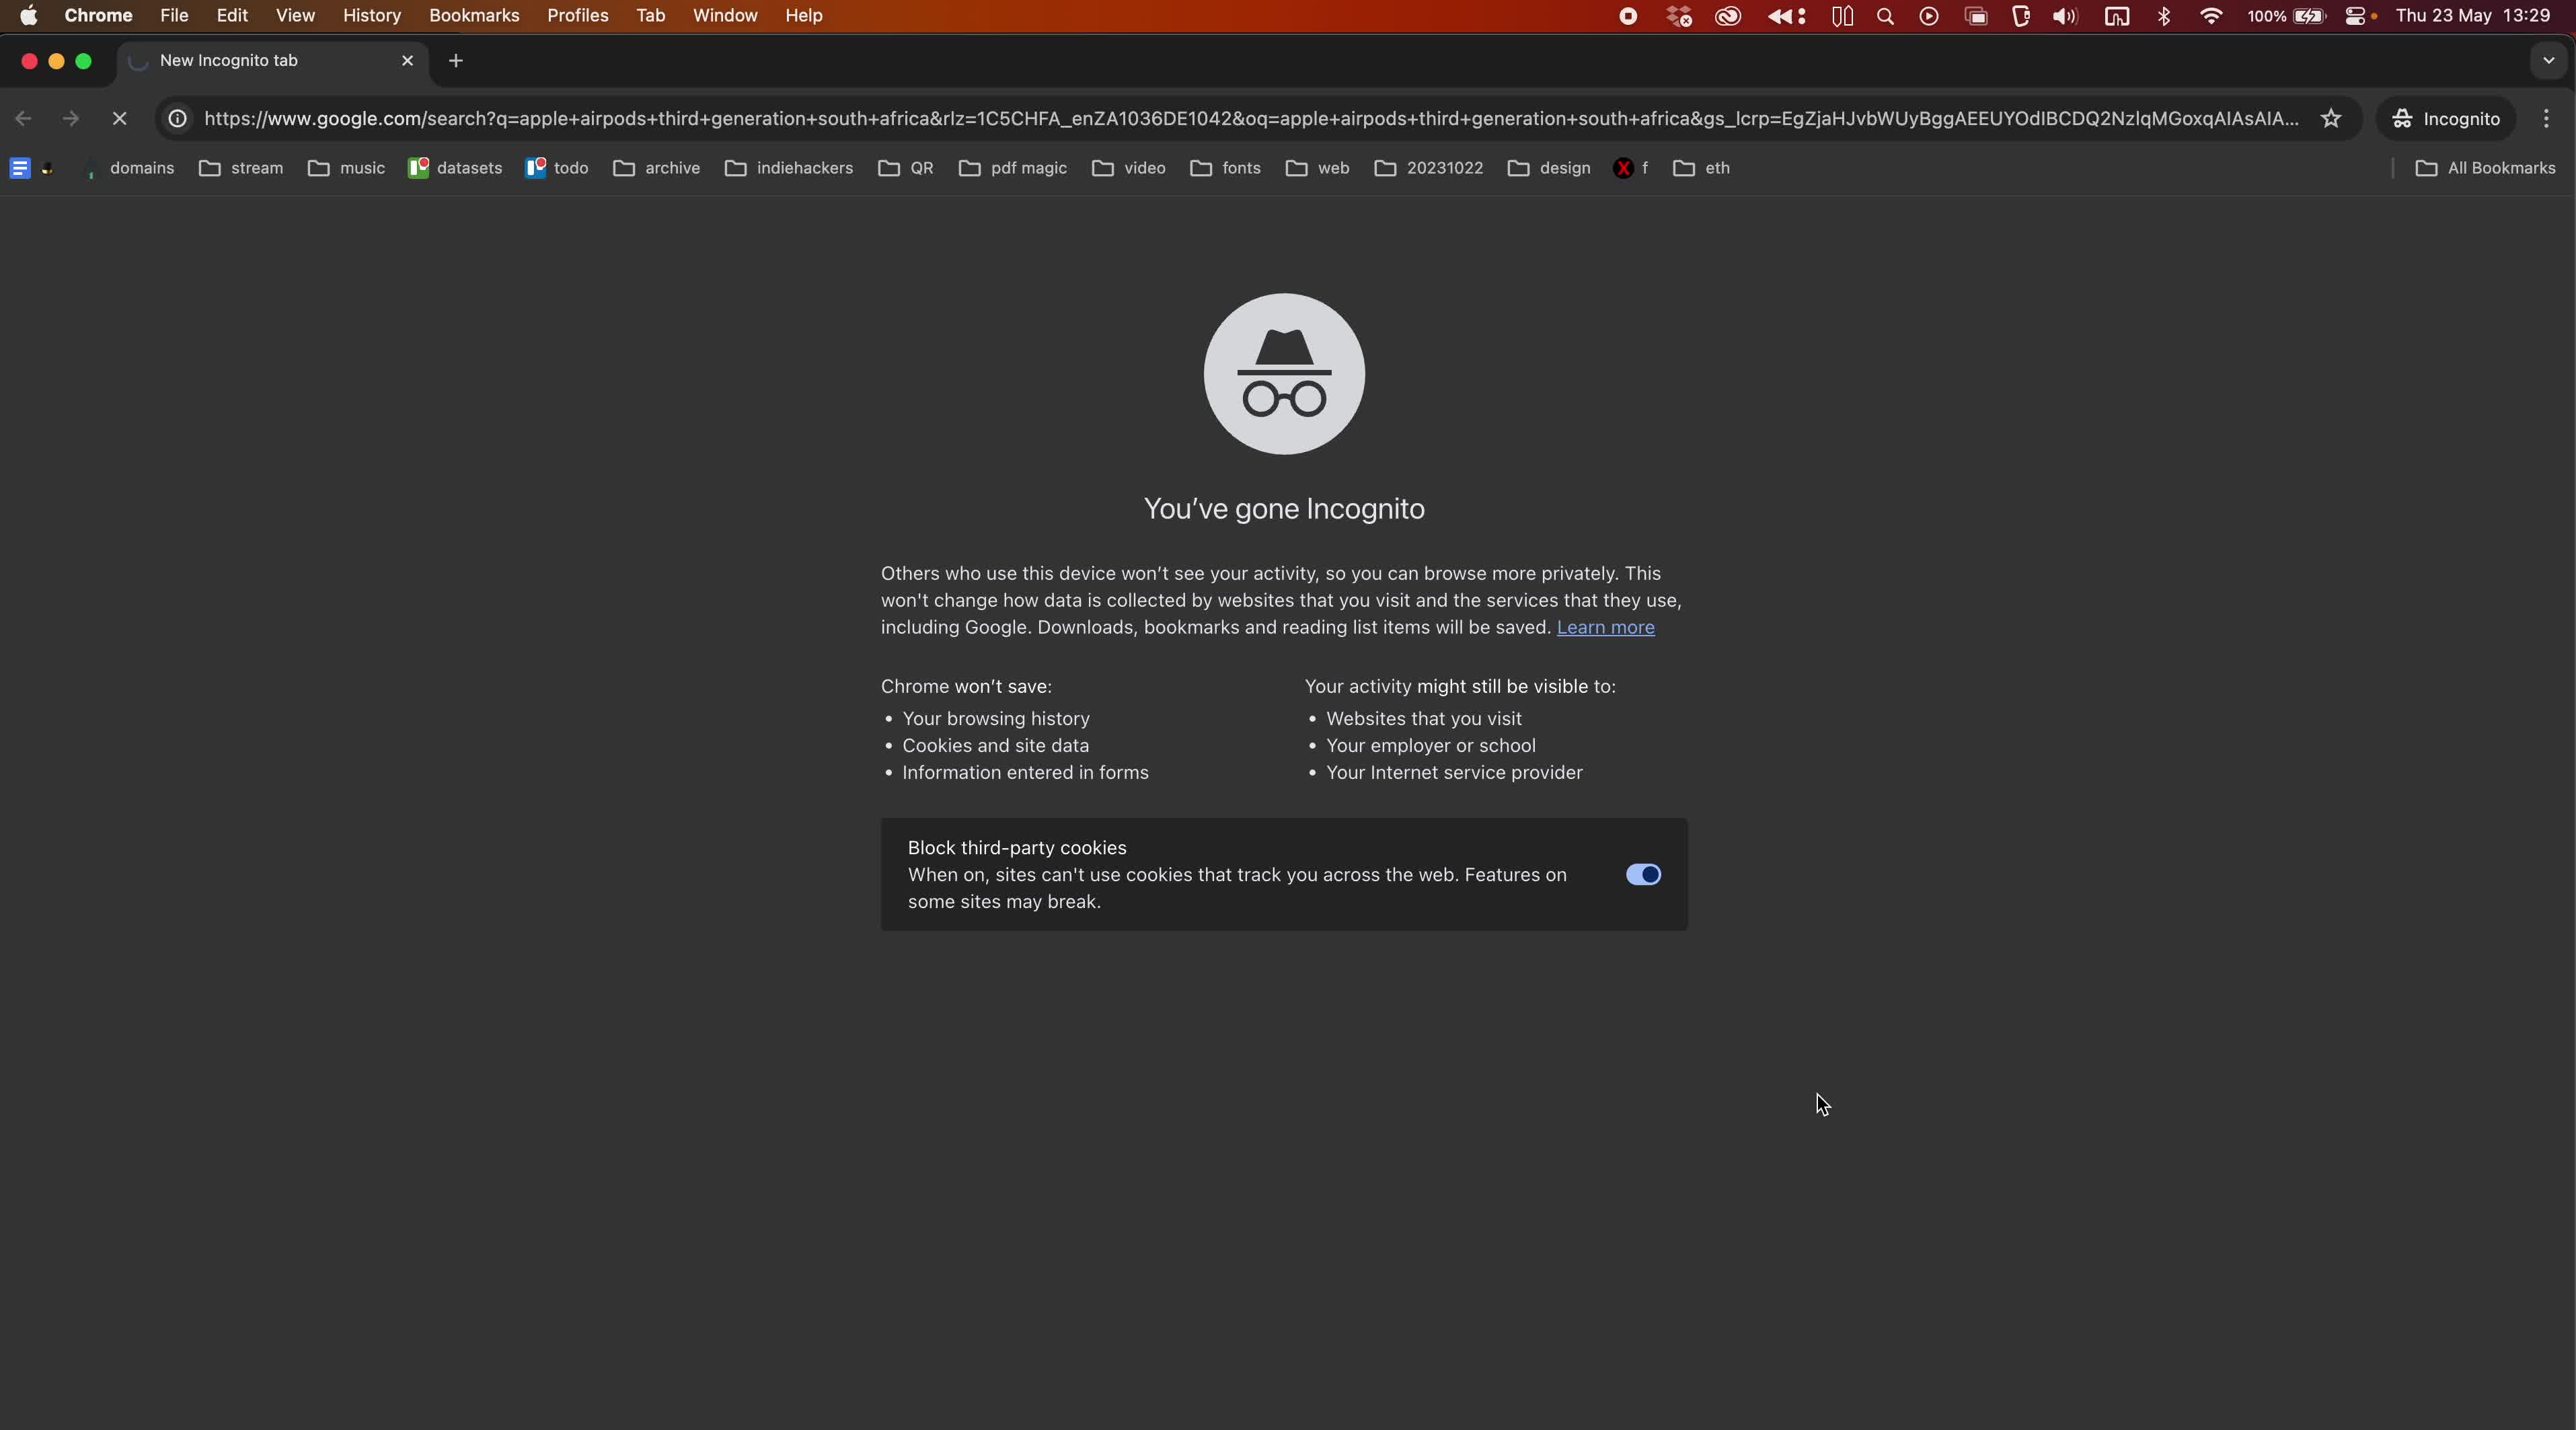 Chrome File Edit View History Bookmarks Profiles Tab Window Help 100% Thu 23 May 13:29
New Incognito tab
https://www.google.com/search?q=apple+airpods+third+generation+south+africa&rlz=1C5CHFA_enZA1036DE1042&oq=apple+airpods+third+generation+south+africa&gs_lcrp=EgZjaHJvbWUyBggAEEUYOdIBCDQ2NzlqMGoxqAIAsAIA... Incognito
domains stream music datasets todo archive indiehackers QR pdf magic video fonts web 20231022 design f eth All Bookmarks
You've gone Incognito
Others who use this device won't see your activity, so you can browse more privately. This
won't change how data is collected by websites that you visit and the services that they use,
including Google. Downloads, bookmarks and reading list items will be saved. Learn more
Chrome won't save:
• Your browsing history
• Cookies and site data
• Information entered in forms
Your activity might still be visible to:
• Websites that you visit
• Your employer or school
• Your Internet service provider
Block third-party cookies
When on, sites can't use cookies that track you across the web. Features on
some sites may break.